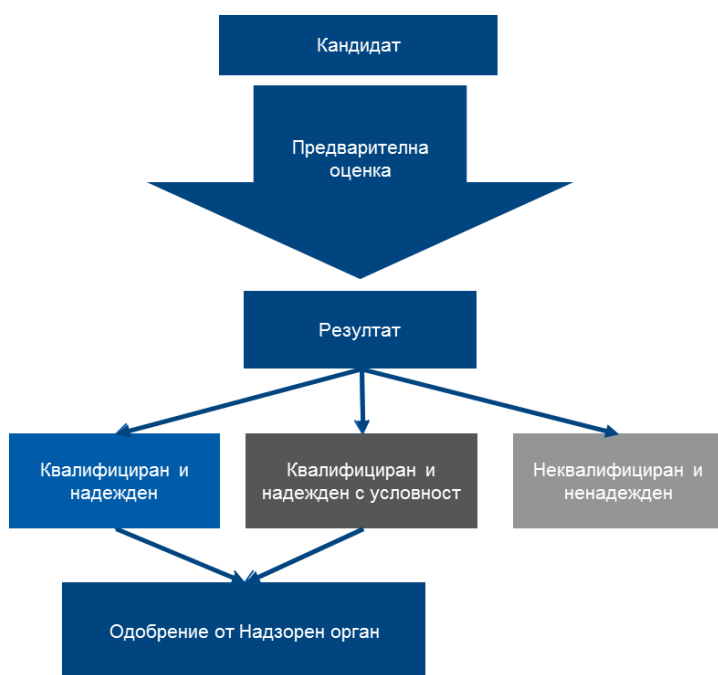 Кандидат
Предварителна
оценка
Резултат
Квалифициран и
надежден
Квалифициран и
надежден с условност
Неквалифициран и
ненадежден
Одобрение от Надзорен орган